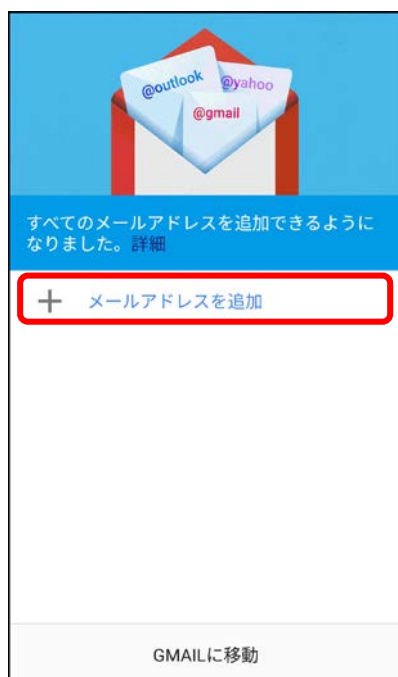 @outlook
@yahoo
@gmail
すべてのメールアドレスを追加できるように
なりました。詳細
メールアドレスを追加
GMAILに移動